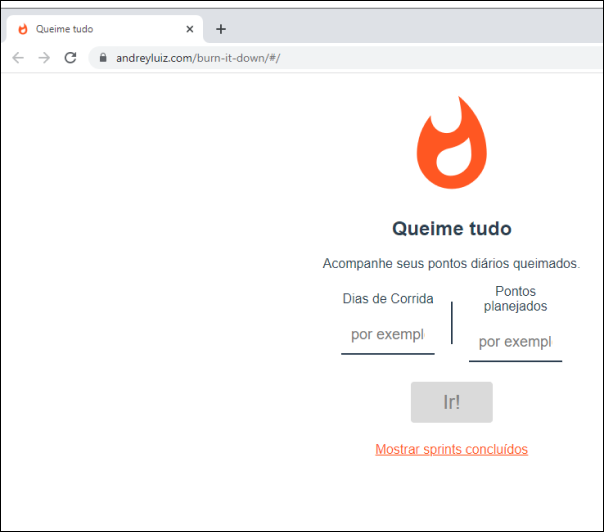 Queime tudo
andreyluiz.com/burn-it-down/#/
Queime tudo
Acompanhe seus pontos diários queimados.
Dias de Corrida
Pontos
planejados
por exempl
por exempl
Ir!
Mostrar sprints concluídos